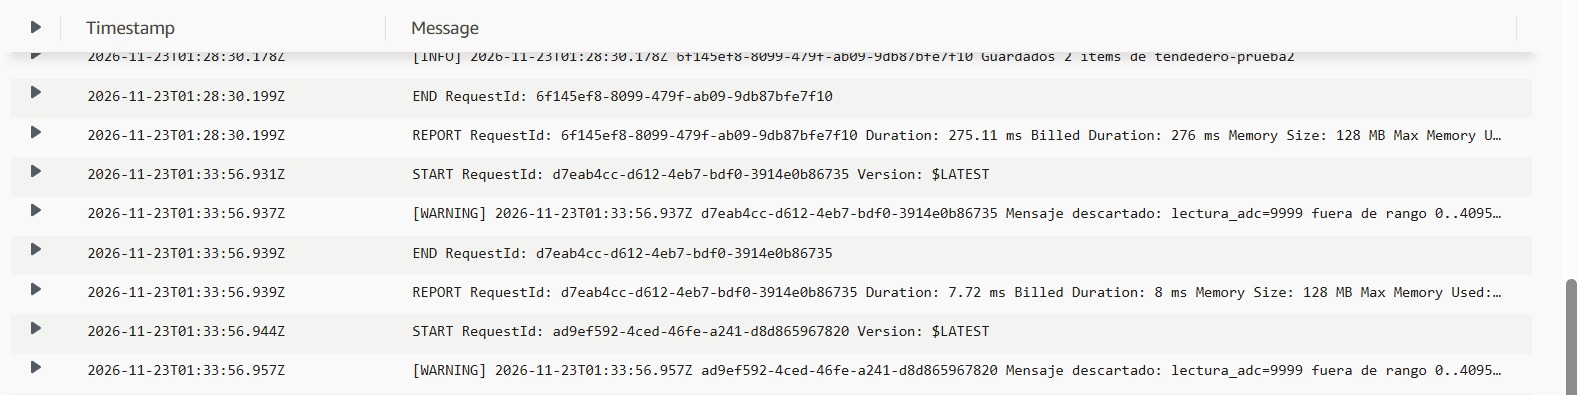 Timestamp Message
2026-11-23T01:28:30.178Z [INFO] 2026-11-23T01:28:30.178Z 6f145ef8-8099-479f-ab09-9db87bfe7f10 Guardados 2 items de tendedero-prueba2
2026-11-23T01:28:30.199Z END RequestId: 6f145ef8-8099-479f-ab09-9db87bfe7f10
2026-11-23T01:28:30.199Z REPORT RequestId: 6f145ef8-8099-479f-ab09-9db87bfe7f10 Duration: 275.11 ms Billed Duration: 276 ms Memory Size: 128 MB Max Memory U…
2026-11-23T01:33:56.931Z START RequestId: d7eab4cc-d612-4eb7-bdf0-3914e0b86735 Version: $LATEST
2026-11-23T01:33:56.937Z [WARNING] 2026-11-23T01:33:56.937Z d7eab4cc-d612-4eb7-bdf0-3914e0b86735 Mensaje descartado: lectura_adc=9999 fuera de rango 0..4095…
2026-11-23T01:33:56.939Z END RequestId: d7eab4cc-d612-4eb7-bdf0-3914e0b86735
2026-11-23T01:33:56.939Z REPORT RequestId: d7eab4cc-d612-4eb7-bdf0-3914e0b86735 Duration: 7.72 ms Billed Duration: 8 ms Memory Size: 128 MB Max Memory Used:…
2026-11-23T01:33:56.944Z START RequestId: ad9ef592-4ced-46fe-a241-d8d865967820 Version: $LATEST
2026-11-23T01:33:56.957Z [WARNING] 2026-11-23T01:33:56.957Z ad9ef592-4ced-46fe-a241-d8d865967820 Mensaje descartado: lectura_adc=9999 fuera de rango 0..4095…